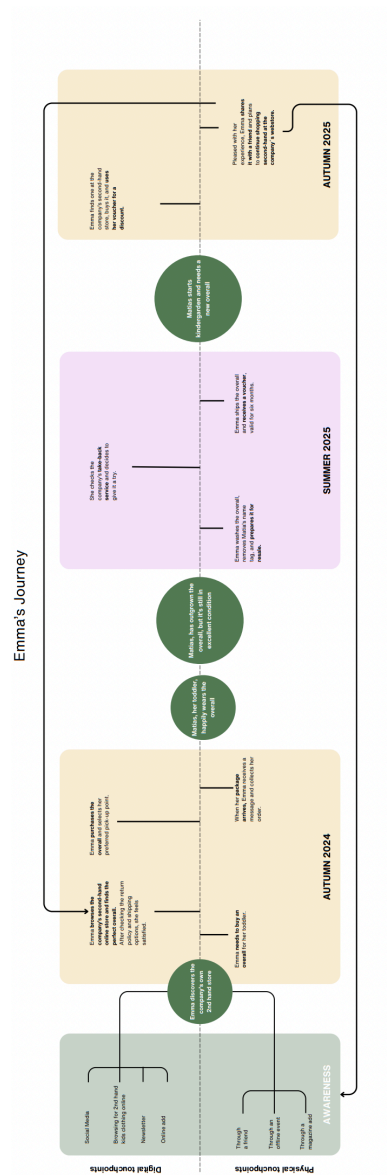 Emma's Journey
Digital touchpoints
Physical touchpoints
Social Media
Browsing for 2nd hand
kids clothing online
Newsletter
Online add
Through
a friend
Through an
offline event
Through a
magazine add
AWARENESS
Emma discovers the
company's own
2nd hand store
Emma browses the
company's second-hand
online store and finds the
perfect overall.
After checking the return
policy and shipping
options, she feels
satisfied.
Emma needs to buy an
overall for her toddler.
Emma purchases the
overall and selects her
preferred pick-up point.
When her package
arrives, Emma receives a
message and collects her
order.
AUTUMN 2024
Matias, her toddler,
happily wears the
overall
Matias, has outgrown the
overall, but it's still in
excellent condition
Emma washes the overall,
removes Matia's name
tag, and prepares it for
resale.
She checks the
company's take-back
service and decides to
give it a try.
Emma ships the overall
and receives a voucher,
valid for six months.
SUMMER 2025
Matias starts
kindergarden and needs a
new overall
Emma finds one at the
company's second-hand
store, buys it, and uses
her voucher for a
discount.
Pleased with her
experience, Emma shares
it with a friend and plans
to continue shopping
second-hand at the
company's webstore.
AUTUMN 2025